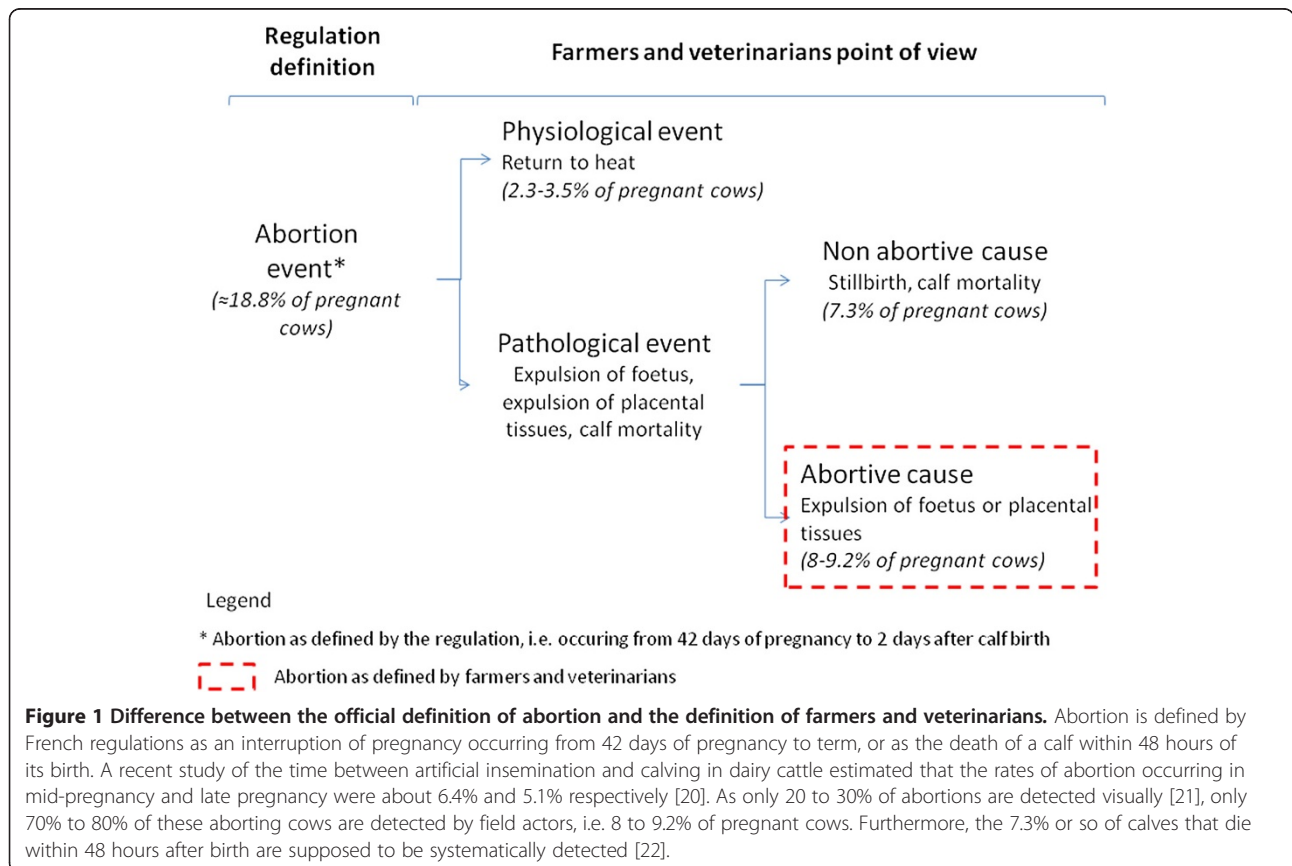 Regulation
definition
Farmers and veterinarians point of view
Physiological event
Return to heat
(2.3-3.5% of pregnant cows)
Abortion
event*
(≈18.8% of pregnant
cows)
Non abortive cause
Stillbirth, calf mortality
(7.3% of pregnant cows)
Pathological event
Expulsion of foetus,
expulsion of placental
tissues, calf mortality
Abortive cause
Expulsion of foetus or placental
tissues
(8-9.2% of pregnant cows)
Legend
* Abortion as defined by the regulation, i.e. occuring from 42 days of pregnancy to 2 days after calf birth
Abortion as defined by farmers and veterinarians
Figure 1 Difference between the official definition of abortion and the definition of farmers and veterinarians. Abortion is defined by
French regulations as an interruption of pregnancy occurring from 42 days of pregnancy to term, or as the death of a calf within 48 hours of
its birth. A recent study of the time between artificial insemination and calving in dairy cattle estimated that the rates of abortion occurring in
mid-pregnancy and late pregnancy were about 6.4% and 5.1% respectively [20]. As only 20 to 30% of abortions are detected visually [21], only
70% to 80% of these aborting cows are detected by field actors, i.e. 8 to 9.2% of pregnant cows. Furthermore, the 7.3% or so of calves that die
within 48 hours after birth are supposed to be systematically detected [22].